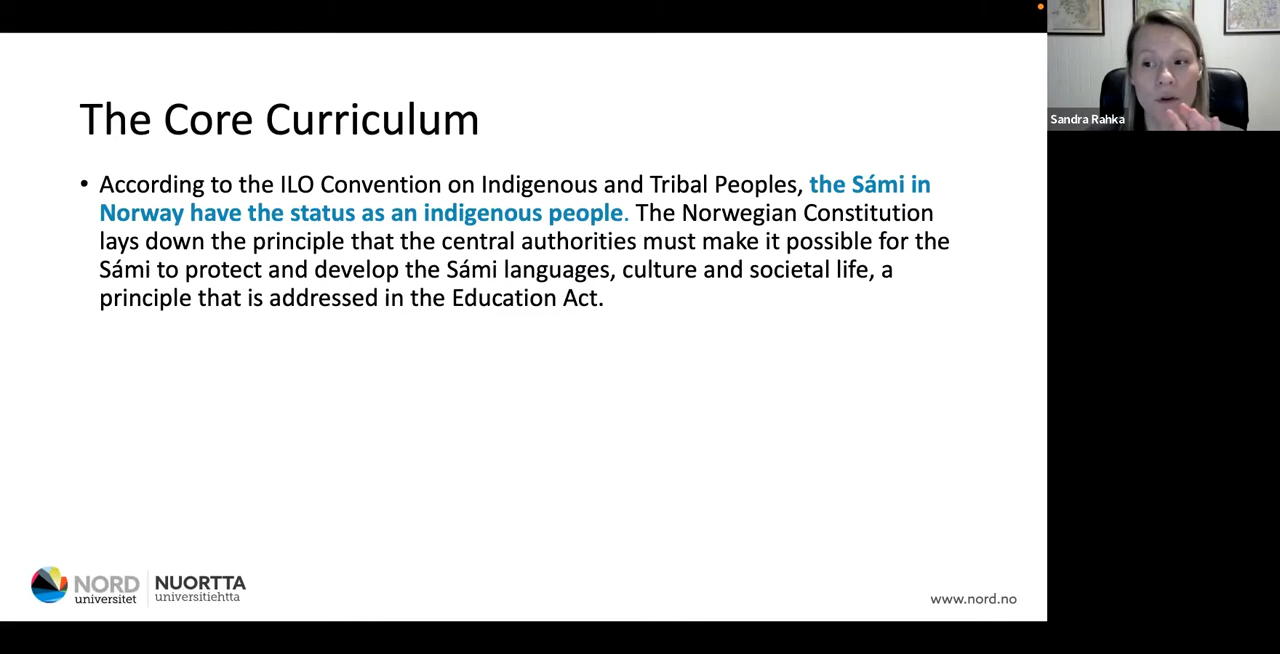 The Core Curriculum
• According to the ILO Convention on Indigenous and Tribal Peoples, the Sámi in
Norway have the status as an indigenous people. The Norwegian Constitution
lays down the principle that the central authorities must make it possible for the
Sámi to protect and develop the Sámi languages, culture and societal life, a
principle that is addressed in the Education Act.
Sandra Rahka
NORD
universitet
NUORTTA
universitiehtta
www.nord.no